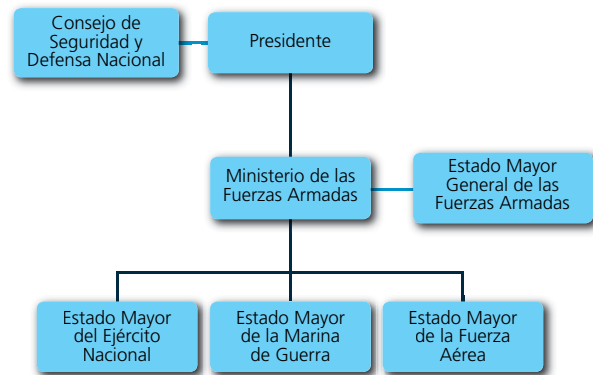 Consejo de
Seguridad y
Defensa Nacional
Presidente
Ministerio de las
Fuerzas Armadas
Estado Mayor
General de las
Fuerzas Armadas
Estado Mayor
del Ejército
Nacional
Estado Mayor
de la Marina
de Guerra
Estado Mayor
de la Fuerza
Aérea